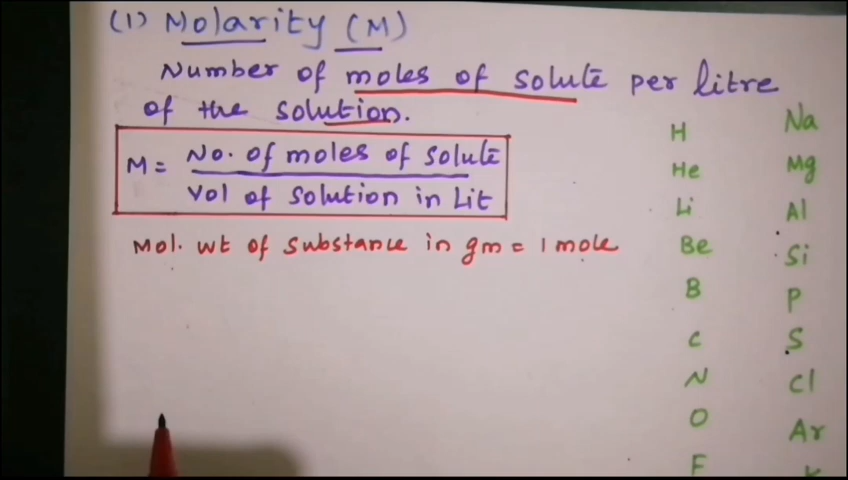 (1) Molarity (M)
Number of moles of solute per litre
of the solution.
M = No. of moles of solute
Vol of solution in Lit
Mol. wt of substance in gm = 1 mole
H
He
Li
Be
B
C
N
O
F
Na
Mg
Al
Si
P
S
Cl
Ar